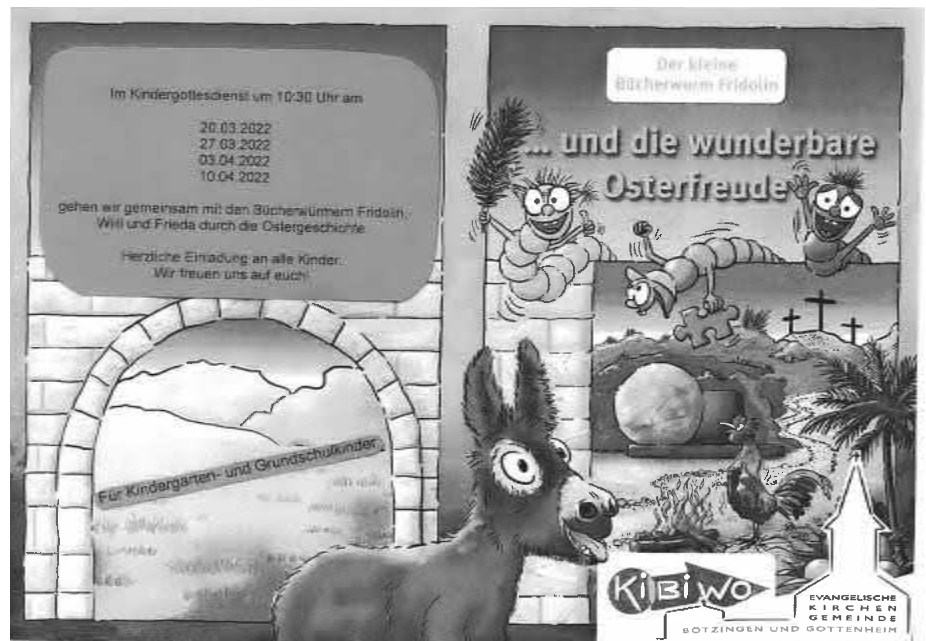 Im Kindergottesdienst um 10:30 Uhr am
20.03.2022
27.03.2022
03.04.2022
10.04.2022
gehen wir gemeinsam mit den Bücherwürmern Fridolin,
Willi und Frieda durch die Ostergeschichte.
Herzliche Einladung an alle Kinder.
Wir freuen uns auf euch!
Für Kindergarten- und Grundschulkinder
Der kleine
Bücherwurm Fridolin
... und die wunderbare
Osterfreude
KiBiWo
EVANGELISCHE
KIRCHEN
GEMEINDE
BÖTZINGEN UND GOTTENHEIM